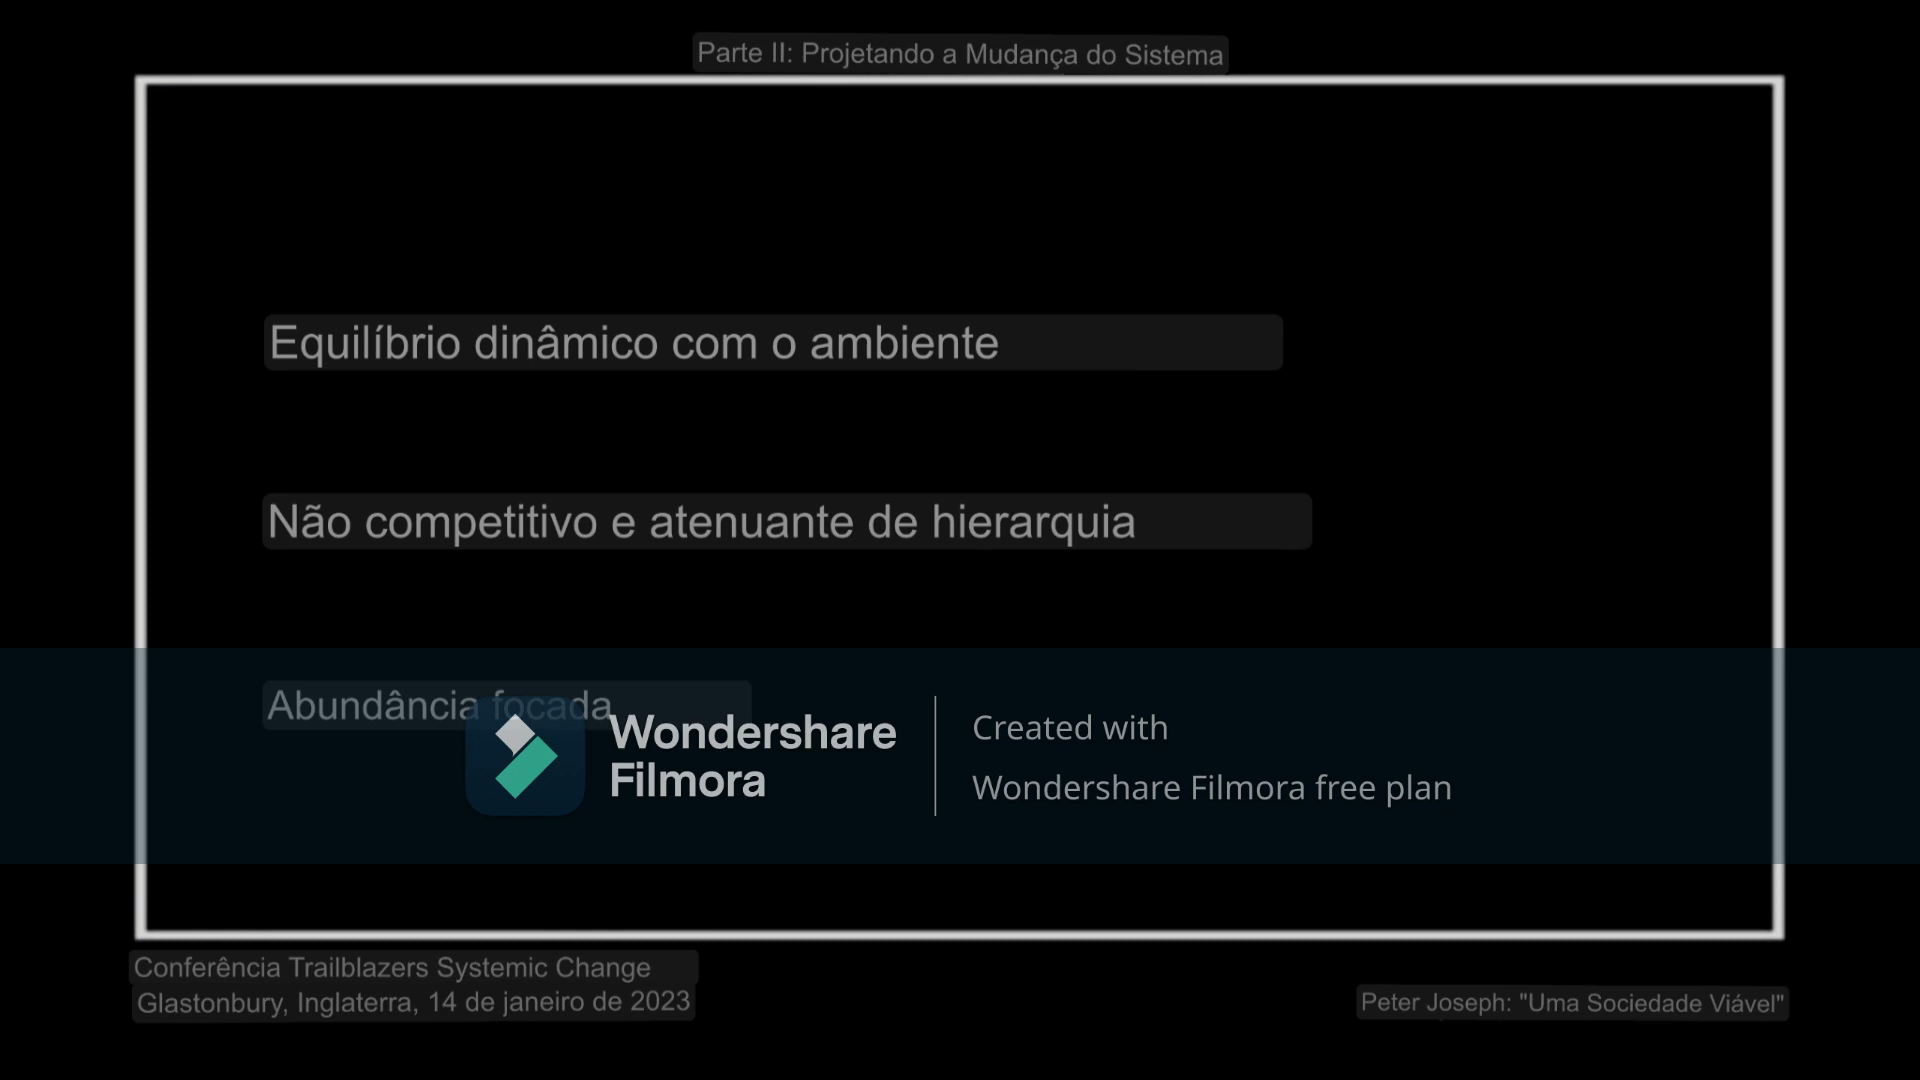 Parte II: Projetando a Mudança do Sistema
Equilíbrio dinâmico com o ambiente
Não competitivo e atenuante de hierarquia
Abundância focada
Wondershare
Filmora
Created with
Wondershare Filmora free plan
Conferência Trailblazers Systemic Change
Glastonbury, Inglaterra, 14 de janeiro de 2023
Peter Joseph: "Uma Sociedade Viável"